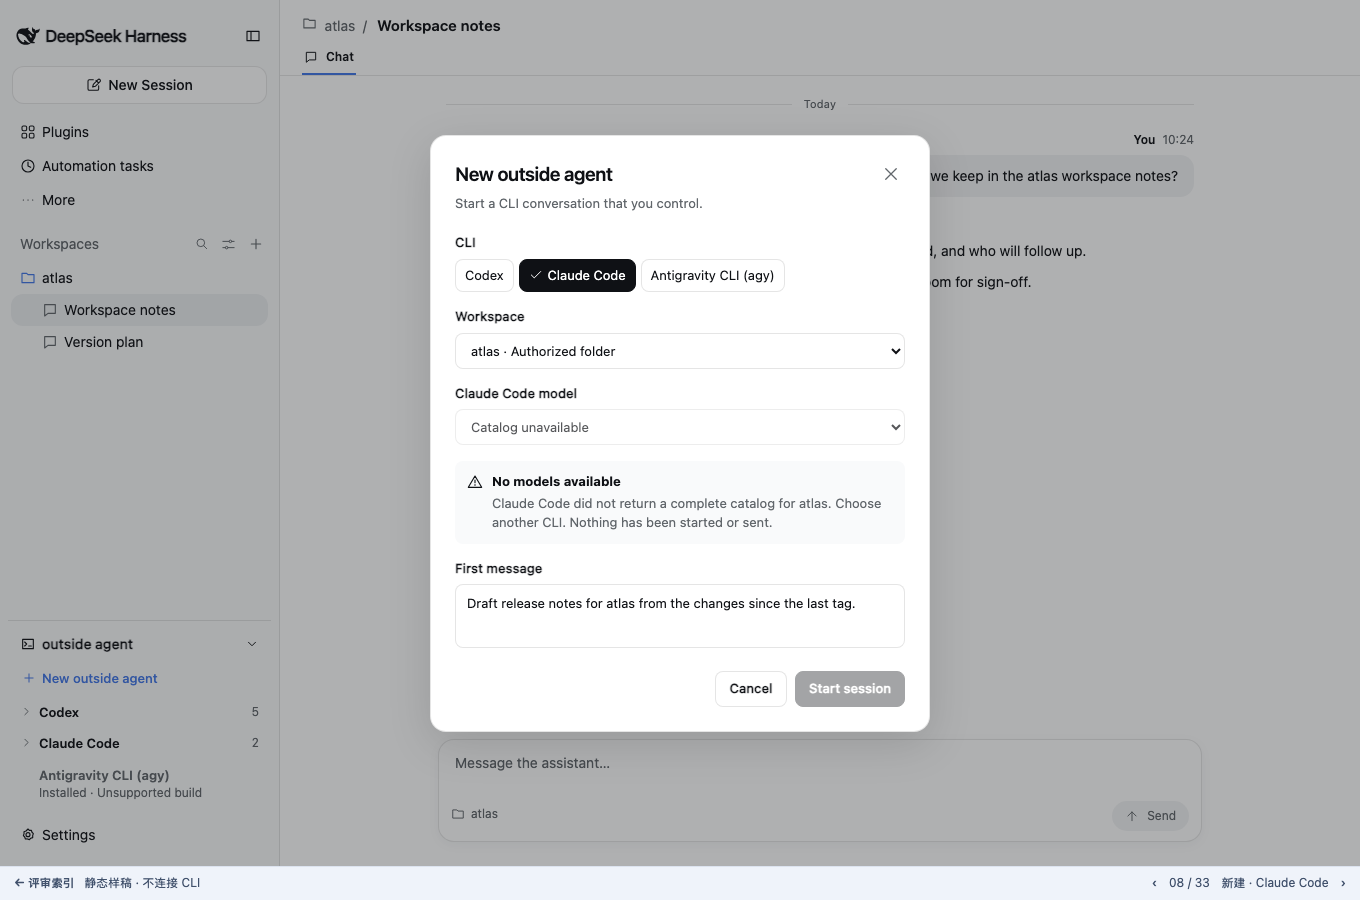 DeepSeek Harness
New Session
Plugins
Automation tasks
More
Workspaces
atlas
Workspace notes
Version plan
outside agent
New outside agent
Codex 5
Claude Code 2
Antigravity CLI (agy)
Installed · Unsupported build
Settings
atlas / Workspace notes
Chat
Today
You 10:24
we keep in the atlas workspace notes?
, and who will follow up.
for sign-off.
New outside agent
Start a CLI conversation that you control.
CLI
Codex
Claude Code
Antigravity CLI (agy)
Workspace
atlas · Authorized folder
Claude Code model
Catalog unavailable
No models available
Claude Code did not return a complete catalog for atlas. Choose
another CLI. Nothing has been started or sent.
First message
Draft release notes for atlas from the changes since the last tag.
Cancel
Start session
Message the assistant...
atlas
Send
← 评审索引 静态样稿 · 不连接 CLI
‹ 08 / 33 新建 · Claude Code ›